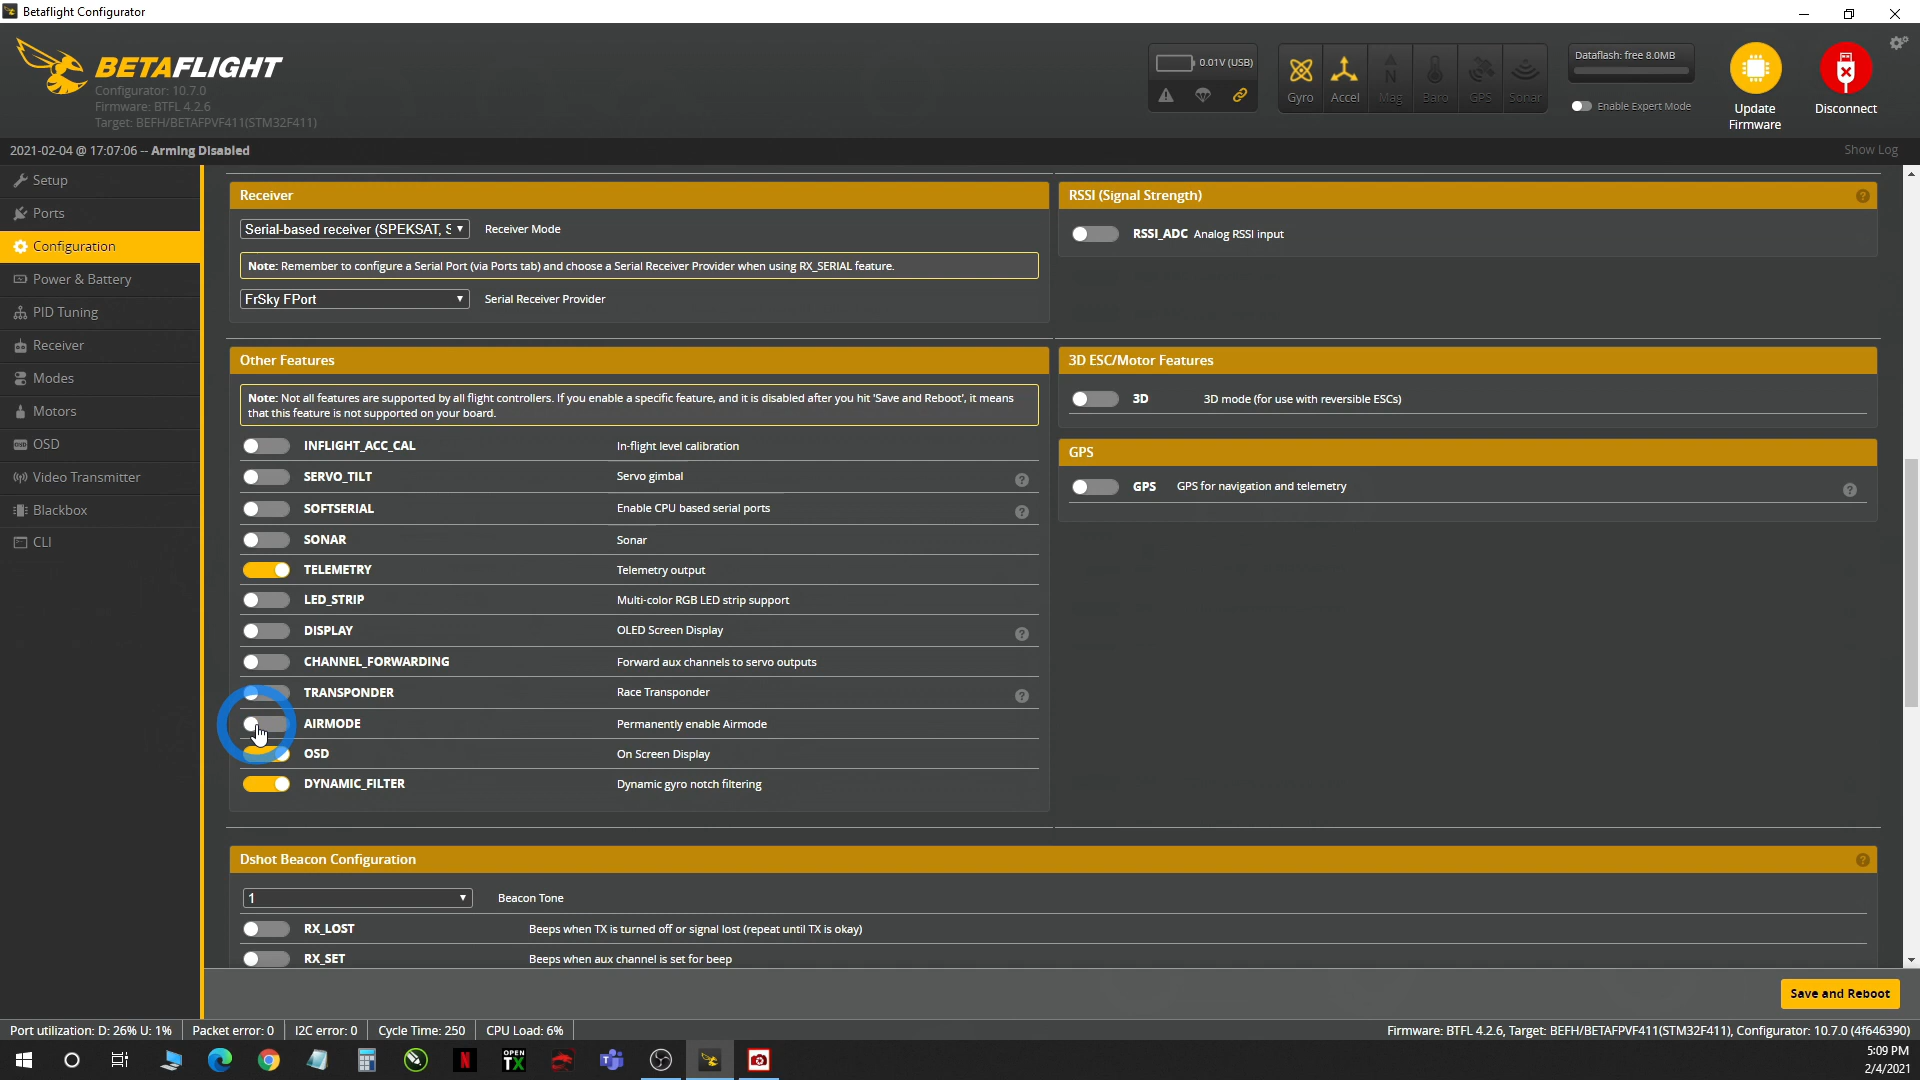 Betaflight Configurator
BETAFLIGHT
Configurator: 10.7.0
Firmware: BTFL 4.2.6
Target: BEFH/BETAFPVF411(STM32F411)
0.01V (USB)
Gyro
Accel
Mag
Baro
GPS
Sonar
Dataflash: free 8.0MB
Enable Expert Mode
Update
Firmware
Disconnect
2021-02-04 @ 17:07:06 -- Arming Disabled
Show Log
Setup
Ports
Configuration
Power & Battery
PID Tuning
Receiver
Modes
Motors
OSD
Video Transmitter
Blackbox
CLI
Receiver
Serial-based receiver (SPEKSAT, S
Receiver Mode
Note: Remember to configure a Serial Port (via Ports tab) and choose a Serial Receiver Provider when using RX_SERIAL feature.
FrSky FPort
Serial Receiver Provider
RSSI (Signal Strength)
RSSI_ADC Analog RSSI input
Other Features
Note: Not all features are supported by all flight controllers. If you enable a specific feature, and it is disabled after you hit 'Save and Reboot', it means
that this feature is not supported on your board.
INFLIGHT_ACC_CAL In-flight level calibration
SERVO_TILT Servo gimbal
SOFTSERIAL Enable CPU based serial ports
SONAR Sonar
TELEMETRY Telemetry output
LED_STRIP Multi-color RGB LED strip support
DISPLAY OLED Screen Display
CHANNEL_FORWARDING Forward aux channels to servo outputs
TRANSPONDER Race Transponder
AIRMODE Permanently enable Airmode
OSD On Screen Display
DYNAMIC_FILTER Dynamic gyro notch filtering
3D ESC/Motor Features
3D 3D mode (for use with reversible ESCs)
GPS
GPS GPS for navigation and telemetry
Dshot Beacon Configuration
1
Beacon Tone
RX_LOST Beeps when TX is turned off or signal lost (repeat until TX is okay)
RX_SET Beeps when aux channel is set for beep
Save and Reboot
Port utilization: D: 26% U: 1% Packet error: 0 I2C error: 0 Cycle Time: 250 CPU Load: 6%
Firmware: BTFL 4.2.6, Target: BEFH/BETAFPVF411(STM32F411), Configurator: 10.7.0 (4f646390)
OPEN
TX
5:09 PM
2/4/2021